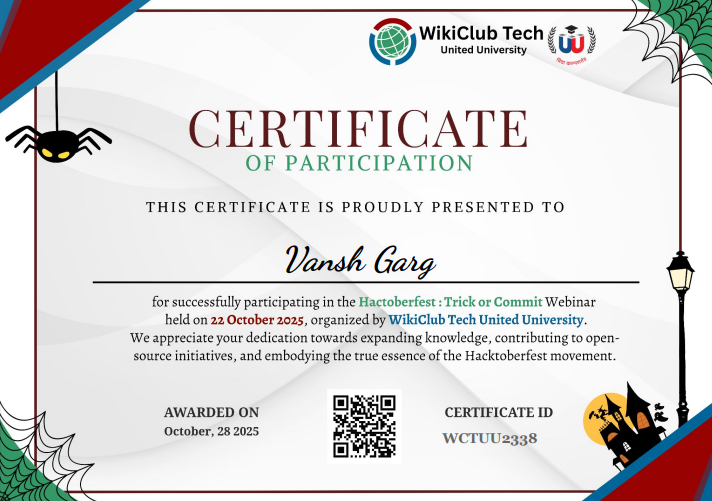 WikiClub Tech
United University
UU
CERTIFICATE
OF PARTICIPATION
THIS CERTIFICATE IS PROUDLY PRESENTED TO
Vansh Garg
for successfully participating in the Hactoberfest : Trick or Commit Webinar
held on 22 October 2025, organized by WikiClub Tech United University.
We appreciate your dedication towards expanding knowledge, contributing to open-
source initiatives, and embodying the true essence of the Hacktoberfest movement.
AWARDED ON
October, 28 2025
CERTIFICATE ID
WCTUU2338